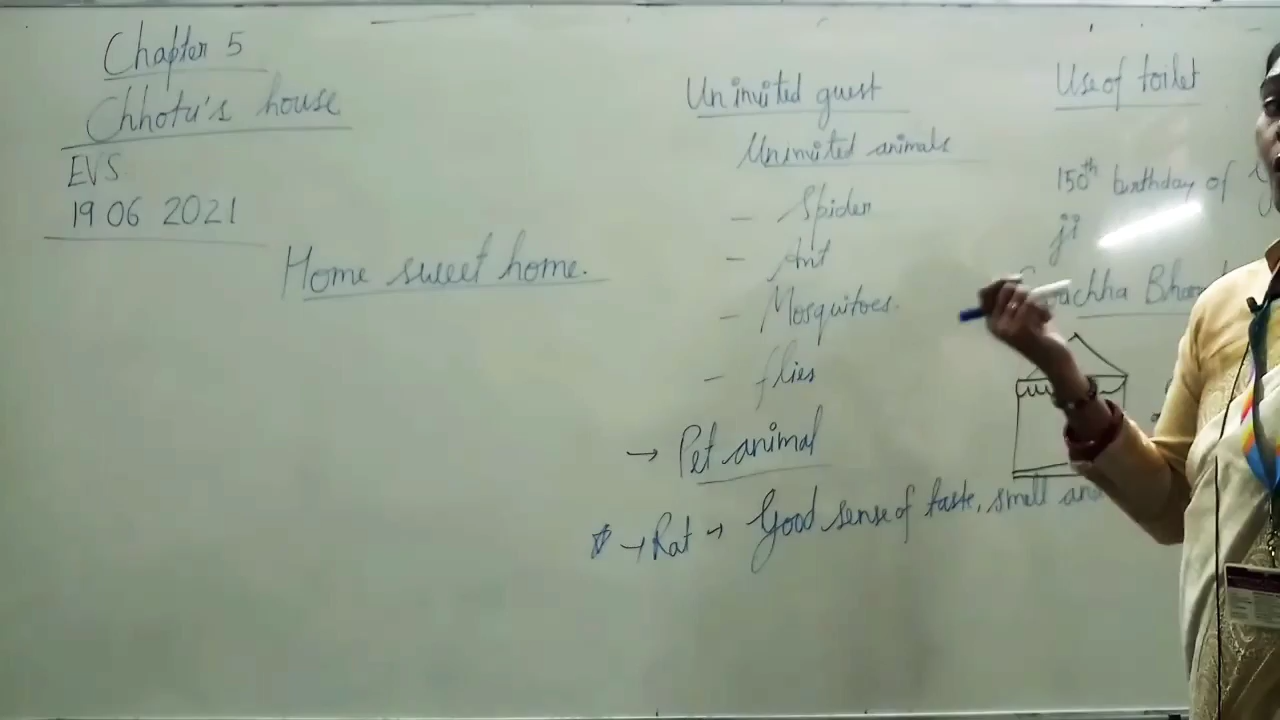 Chapter 5
Chhotu's house
EVS
19 06 2021
Home sweet home.
Uninvited guest
Uninvited animals
- Spider
- Ant
- Mosquitoes.
- flies
→ Pet animal
→ Rat → Good sense of taste, smell and
Use of toilet
150th birthday of
ji